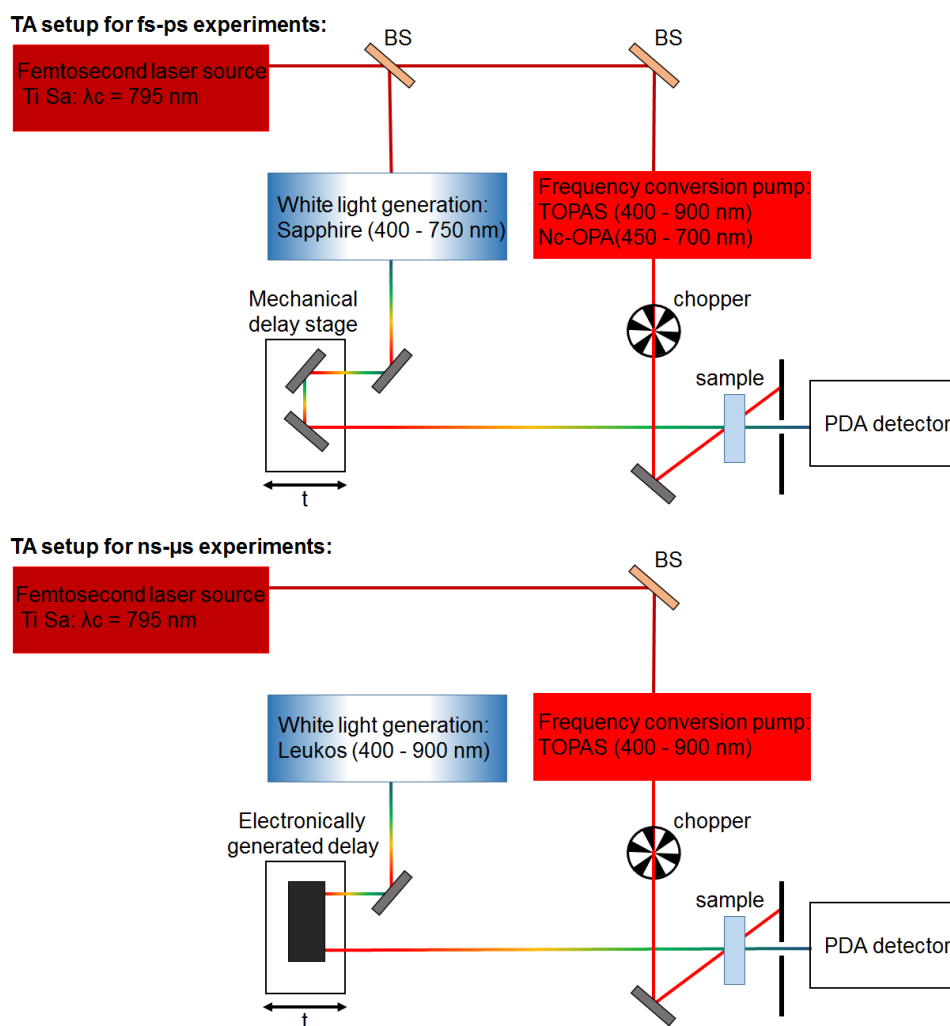 TA setup for fs-ps experiments:
BS
BS
Femtosecond laser source
Ti Sa: λc = 795 nm
White light generation:
Sapphire (400 - 750 nm)
Frequency conversion pump:
TOPAS (400 - 900 nm)
Nc-OPA(450 - 700 nm)
Mechanical
delay stage
chopper
sample
PDA detector
t
TA setup for ns-µs experiments:
BS
Femtosecond laser source
Ti Sa: λc = 795 nm
White light generation:
Leukos (400 - 900 nm)
Frequency conversion pump:
TOPAS (400 - 900 nm)
Electronically
generated delay
chopper
sample
PDA detector
t